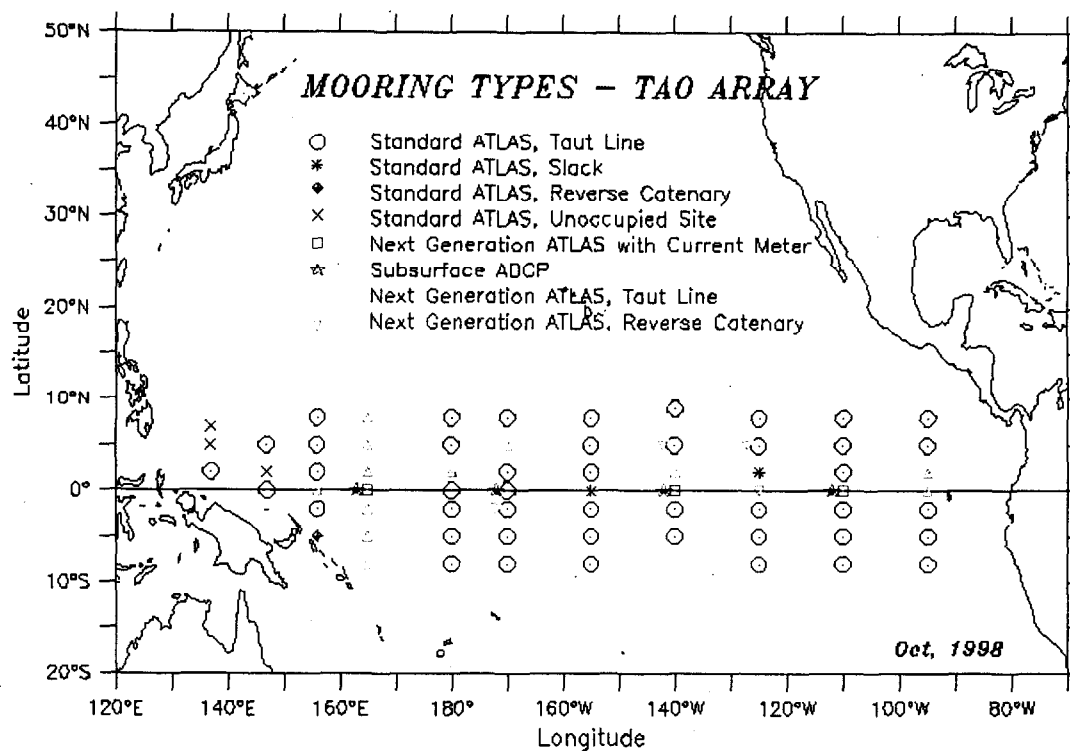 50°N
MOORING TYPES – TAO ARRAY
40°N
Standard ATLAS, Taut Line
Standard ATLAS, Slack
Standard ATLAS, Reverse Catenary
30°N
Standard ATLAS, Unoccupied Site
Next Generation ATLAS with Current Meter
Subsurface ADCP
20°N
Next Generation ATLAS, Taut Line
Next Generation ATLAS, Reverse Catenary
Latitude
10°N
0°
10°S
Oct, 1998
20°S
120°E 140°E 160°E 180° 160°W 140°W 120°W 100°W 80°W
Longitude